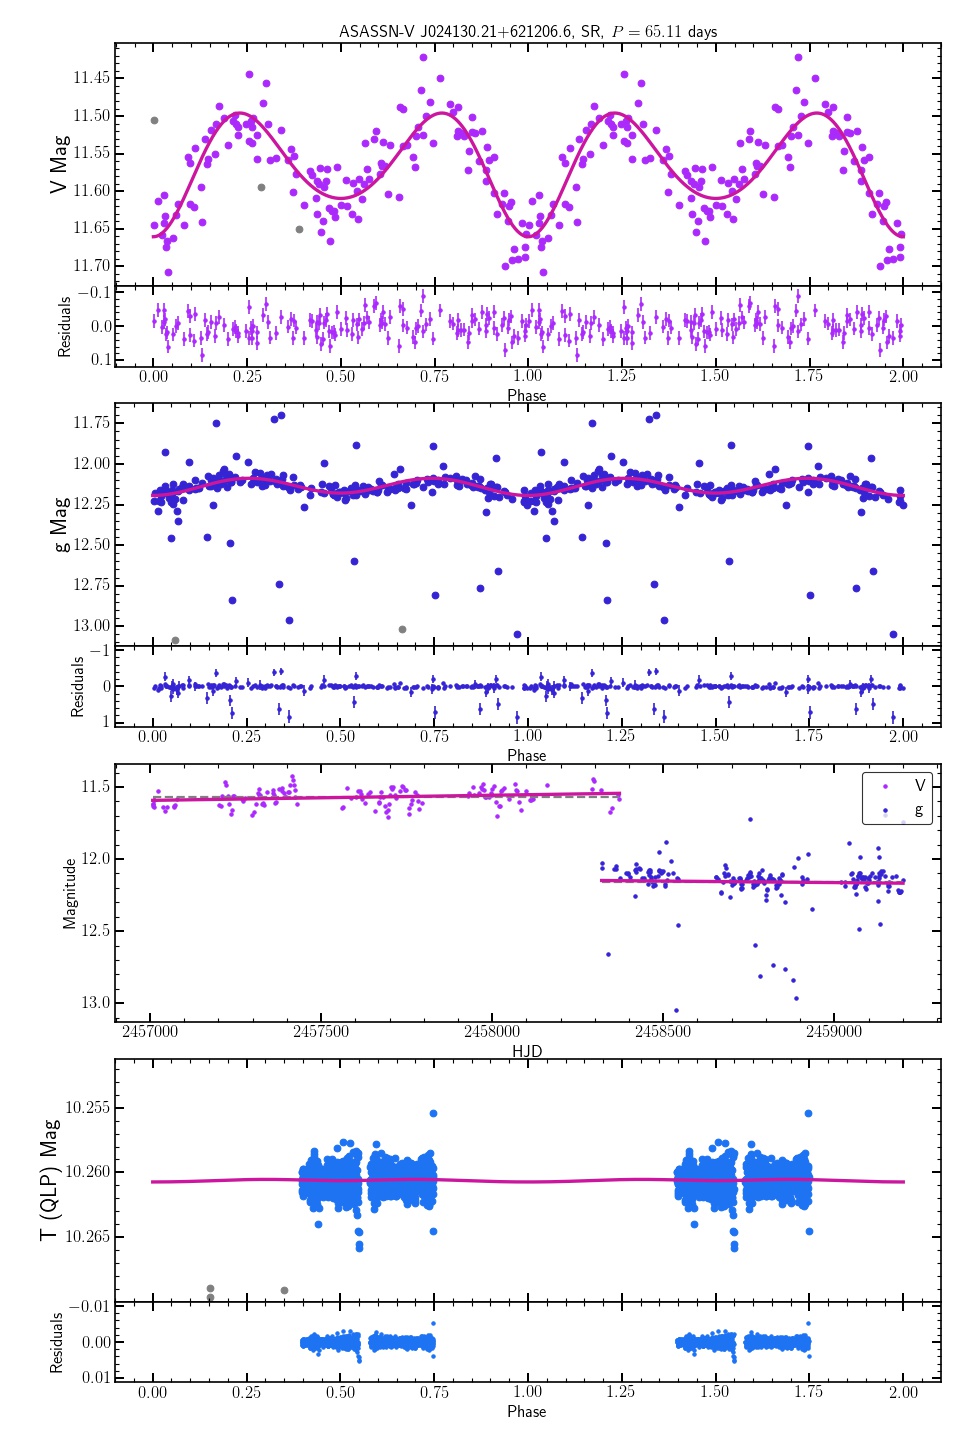 ASASSN-V J024130.21+621206.6, SR, P = 65.11 days
V Mag
11.45
11.50
11.55
11.60
11.65
11.70
Residuals
−0.1
0.0
0.1
0.00 0.25 0.50 0.75 1.00 1.25 1.50 1.75 2.00
Phase
g Mag
11.75
12.00
12.25
12.50
12.75
13.00
Residuals
−1
0
1
0.00 0.25 0.50 0.75 1.00 1.25 1.50 1.75 2.00
Phase
Magnitude
11.5
12.0
12.5
13.0
V
g
2457000 2457500 2458000 2458500 2459000
HJD
T (QLP) Mag
10.255
10.260
10.265
Residuals
−0.01
0.00
0.01
0.00 0.25 0.50 0.75 1.00 1.25 1.50 1.75 2.00
Phase